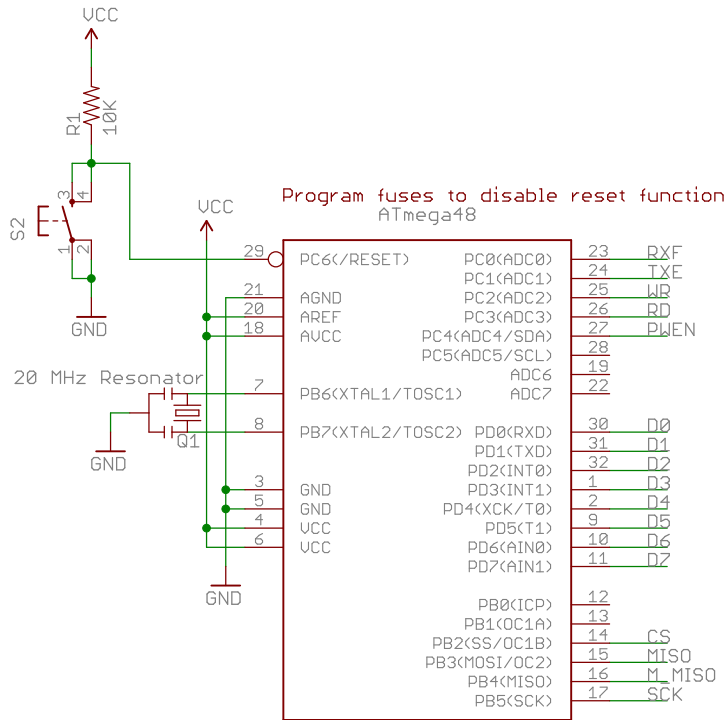 VCC
R1
10K
S2
3
4
1
2
GND
VCC
Program fuses to disable reset function
ATmega48
29 PC6(/RESET)
21 AGND
20 AREF
18 AVCC
20 MHz Resonator
7 PB6(XTAL1/TOSC1)
8 PB7(XTAL2/TOSC2)
Q1
GND
3 GND
5 GND
4 VCC
6 VCC
GND
PC0(ADC0) 23 RXF
PC1(ADC1) 24 TXE
PC2(ADC2) 25 WR
PC3(ADC3) 26 RD
PC4(ADC4/SDA) 27 PWEN
PC5(ADC5/SCL) 28
ADC6 19
ADC7 22
PD0(RXD) 30 D0
PD1(TXD) 31 D1
PD2(INT0) 32 D2
PD3(INT1) 1 D3
PD4(XCK/T0) 2 D4
PD5(T1) 9 D5
PD6(AIN0) 10 D6
PD7(AIN1) 11 D7
PB0(ICP) 12
PB1(OC1A) 13
PB2(SS/OC1B) 14 CS
PB3(MOSI/OC2) 15 MISO
PB4(MISO) 16 M_MISO
PB5(SCK) 17 SCK